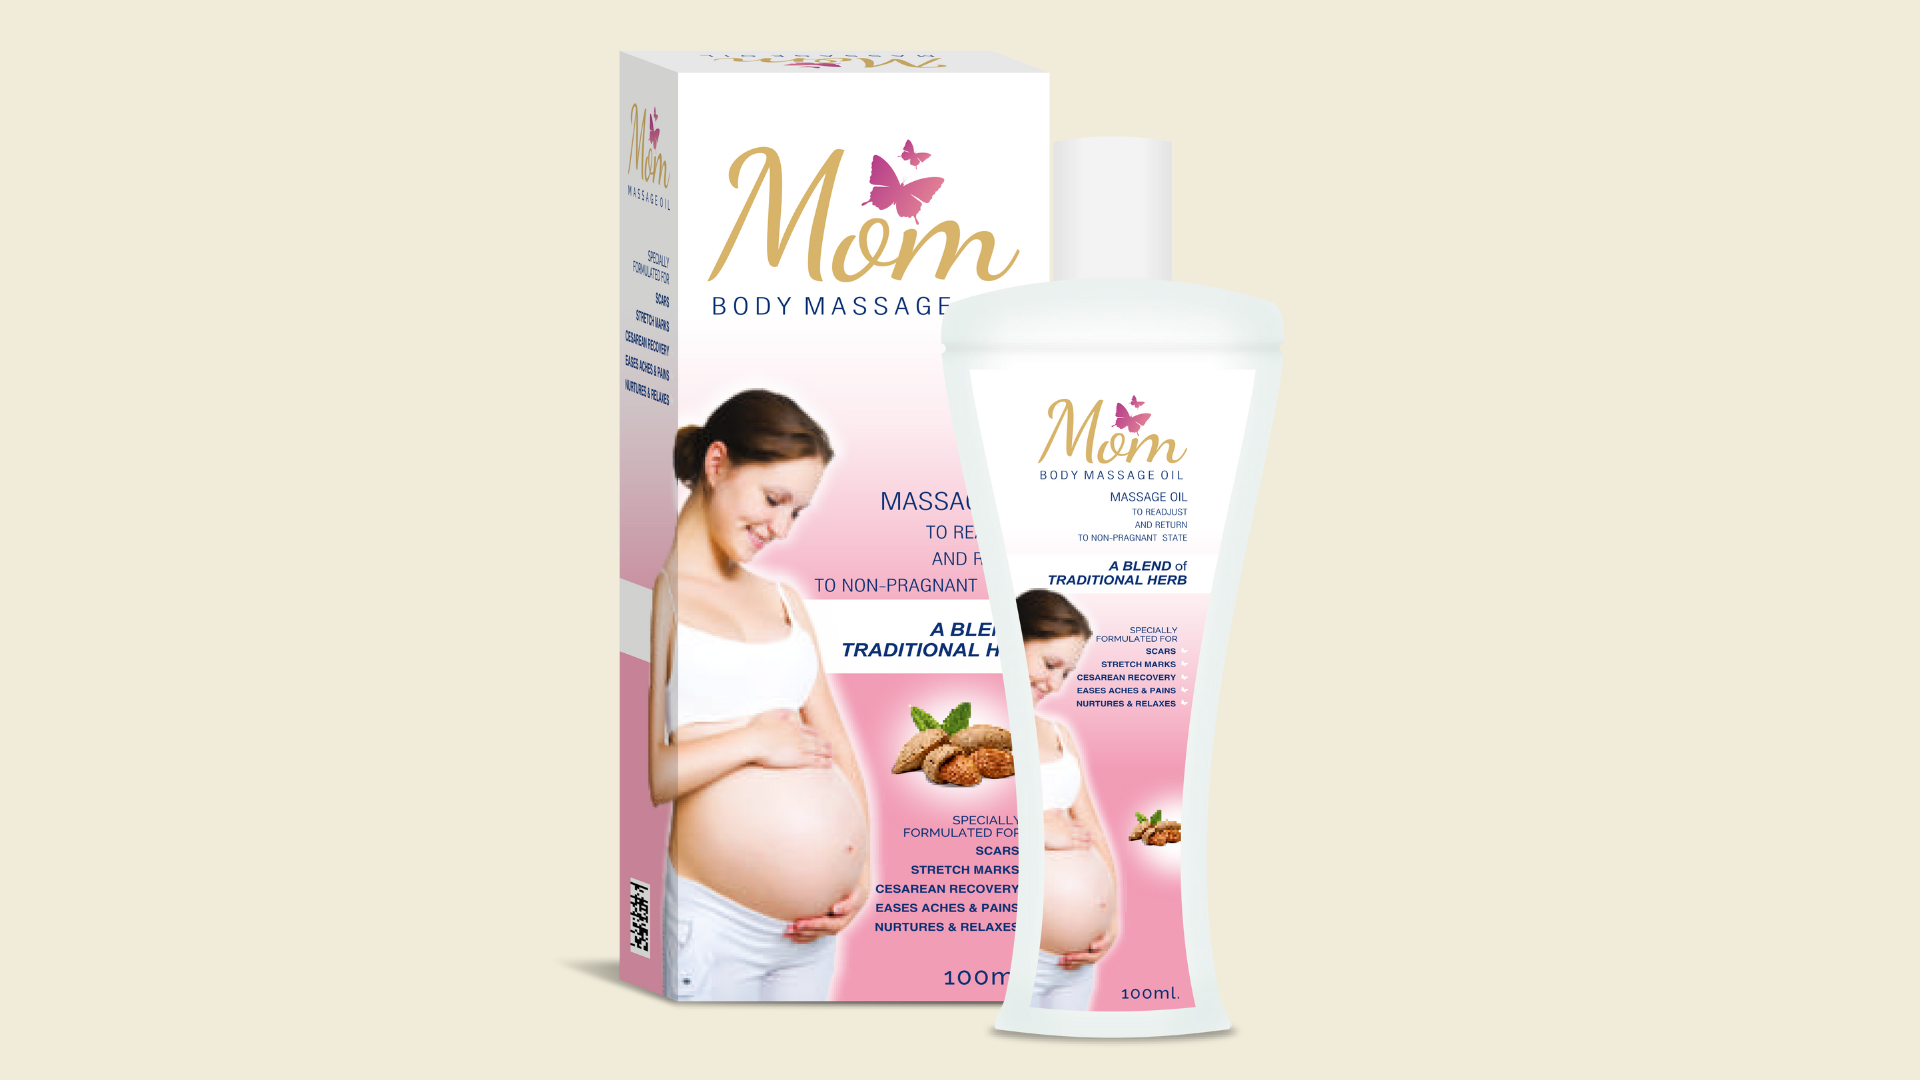 Mom
MASSAGE OIL
SPECIALLY
FORMULATED FOR
SCARS
STRETCH MARKS
CESAREAN RECOVERY
EASES ACHES & PAINS
NURTURES & RELAXES
Mom
BODY MASSAGE
MASSAG
TO REA
AND R
TO NON-PRAGNANT
A BLEN
TRADITIONAL H
SPECIALLY
FORMULATED FOR
SCARS
STRETCH MARKS
CESAREAN RECOVERY
EASES ACHES & PAINS
NURTURES & RELAXES
100m
Mom
BODY MASSAGE OIL
MASSAGE OIL
TO READJUST
AND RETURN
TO NON-PRAGNANT STATE
A BLEND of
TRADITIONAL HERB
SPECIALLY
FORMULATED FOR
SCARS
STRETCH MARKS
CESAREAN RECOVERY
EASES ACHES & PAINS
NURTURES & RELAXES
100ml.